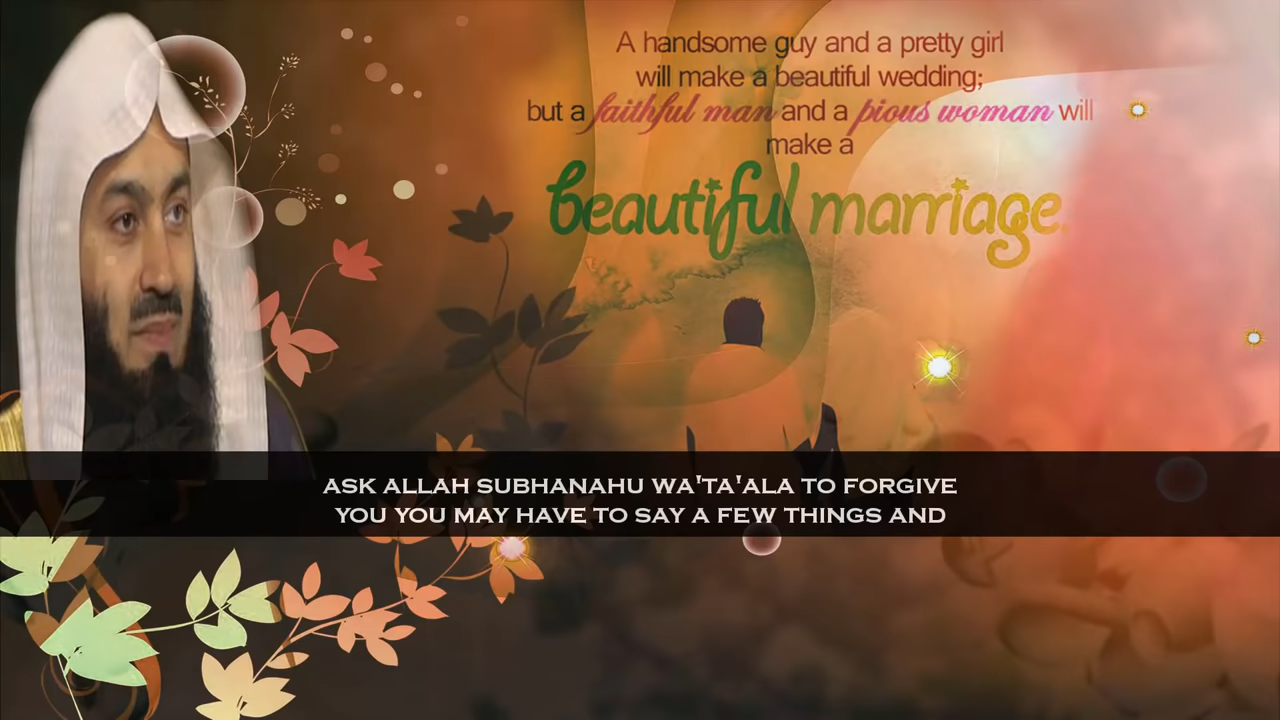 A handsome guy and a pretty girl
will make a beautiful wedding;
but a faithful man and a pious woman will
make a
beautiful marriage.
ASK ALLAH SUBHANAHU WA'TA'ALA TO FORGIVE
YOU YOU MAY HAVE TO SAY A FEW THINGS AND